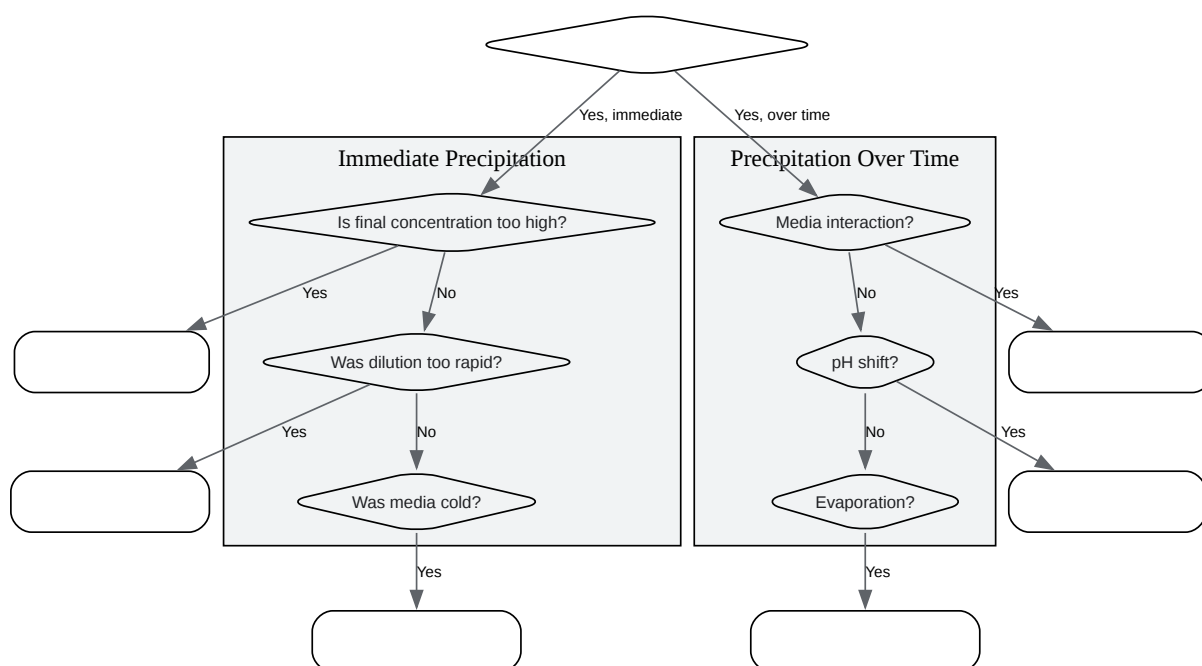 Yes, immediate
Yes, over time
Immediate Precipitation
Precipitation Over Time
Is final concentration too high?
Media interaction?
Yes
No
No
Yes
Was dilution too rapid?
pH shift?
Yes
No
No
Yes
Was media cold?
Evaporation?
Yes
Yes